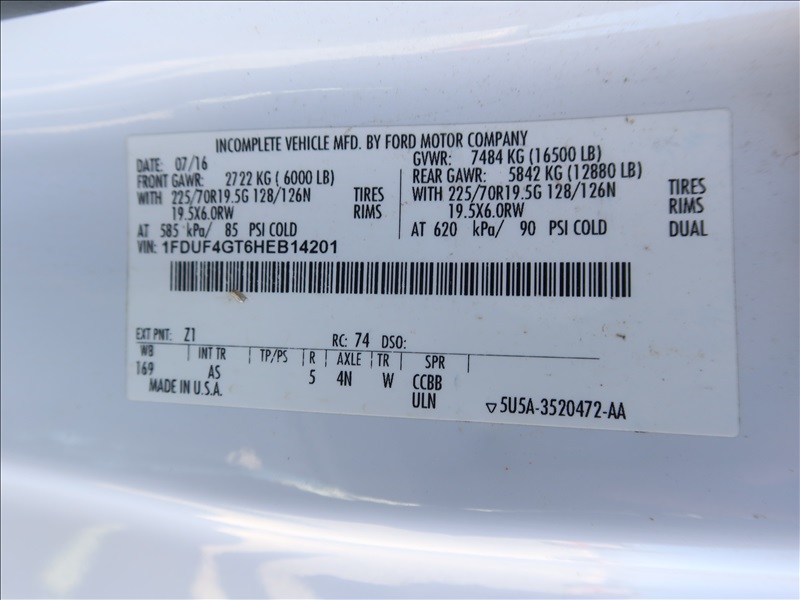 INCOMPLETE VEHICLE MFD. BY FORD MOTOR COMPANY
DATE: 07/16 GVWR: 7484 KG (16500 LB)
FRONT GAWR: 2722 KG ( 6000 LB) REAR GAWR: 5842 KG (12880 LB)
WITH 225/70R19.5G 128/126N TIRES WITH 225/70R19.5G 128/126N TIRES
19.5X6.0RW RIMS 19.5X6.0RW RIMS
AT 585 kPa/ 85 PSI COLD AT 620 kPa/ 90 PSI COLD DUAL
VIN: 1FDUF4GT6HEB14201
EXT PNT: Z1 RC: 74 DSO:
WB INT TR TP/PS R AXLE TR SPR
169 AS 5 4N W CCBB
MADE IN U.S.A. ULN ▽5U5A-3520472-AA